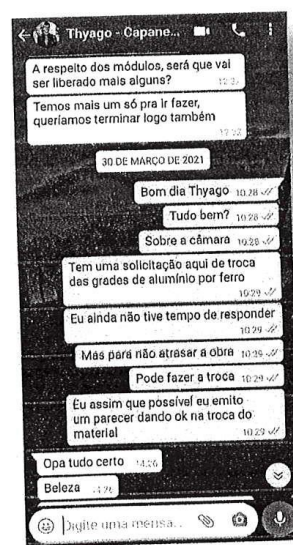 Thyago - Capane...
A respeito dos módulos, será que vai
ser liberado mais alguns?
Temos mais um só pra ir fazer,
queríamos terminar logo também
30 DE MARÇO DE 2021
Bom dia Thyago 10:28
Tudo bem? 10:28
Sobre a câmara 10:28
Tem uma solicitação aqui de troca
das grades de alumínio por ferro
10:29
Eu ainda não tive tempo de responder
10:29
Mas para não atrasar a obra 10:29
Pode fazer a troca 10:29
Eu assim que possível eu emito
um parecer dando ok na troca do
material 10:29
Opa tudo certo 14:26
Beleza 14:26
Digite uma mensa...